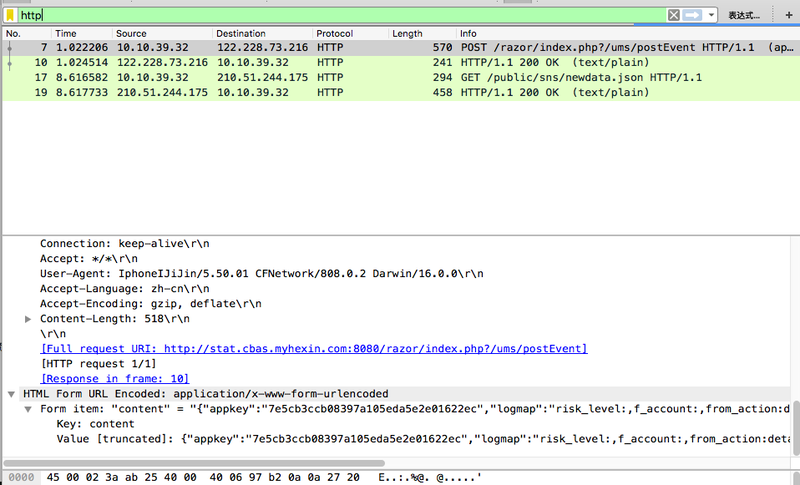 http 表达式... +
No. Time Source Destination Protocol Length Info
7 1.022206 10.10.39.32 122.228.73.216 HTTP 570 POST /razor/index.php?/ums/postEvent HTTP/1.1 (ap...
10 1.024514 122.228.73.216 10.10.39.32 HTTP 241 HTTP/1.1 200 OK (text/plain)
17 8.616582 10.10.39.32 210.51.244.175 HTTP 294 GET /public/sns/newdata.json HTTP/1.1
19 8.617733 210.51.244.175 10.10.39.32 HTTP 458 HTTP/1.1 200 OK (text/plain)
Connection: keep-alive\r\n
Accept: */*\r\n
User-Agent: IphoneIJiJin/5.50.01 CFNetwork/808.0.2 Darwin/16.0.0\r\n
Accept-Language: zh-cn\r\n
Accept-Encoding: gzip, deflate\r\n
Content-Length: 518\r\n
\r\n
[Full request URI: http://stat.cbas.myhexin.com:8080/razor/index.php?/ums/postEvent]
[HTTP request 1/1]
[Response in frame: 10]
HTML Form URL Encoded: application/x-www-form-urlencoded
Form item: "content" = "{"appkey":"7e5cb3ccb08397a105eda5e2e01622ec","logmap":"risk_level:,f_account:,from_action:deta
Key: content
Value [truncated]: {"appkey":"7e5cb3ccb08397a105eda5e2e01622ec","logmap":"risk_level:,f_account:,from_action:deta
0000 45 00 02 3a ab 25 40 00 40 06 97 b2 0a 0a 27 20 E..:.%@. @.....'